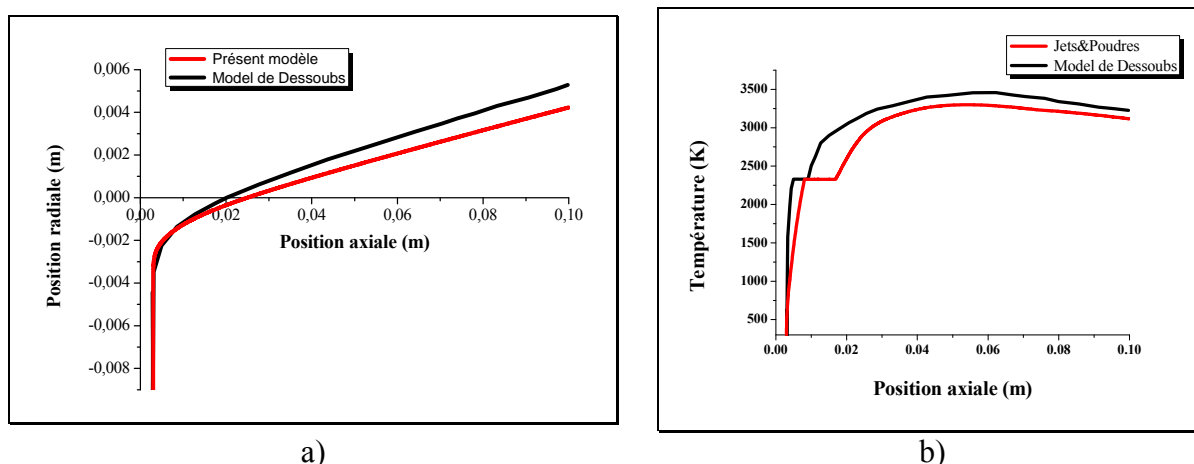 Présent modèle
Model de Dessoubs
0,006
0,004
0,002
0,000
-0,002
-0,004
-0,006
-0,008
0,00
0,02
0,04
0,06
0,08
0,10
Position axiale (m)
Position radiale (m)
a)
Jets&Poudres
Model de Dessoubs
3500
3000
2500
2000
1500
1000
500
0.00
0.02
0.04
0.06
0.08
0.10
Position axiale (m)
Température (K)
b)